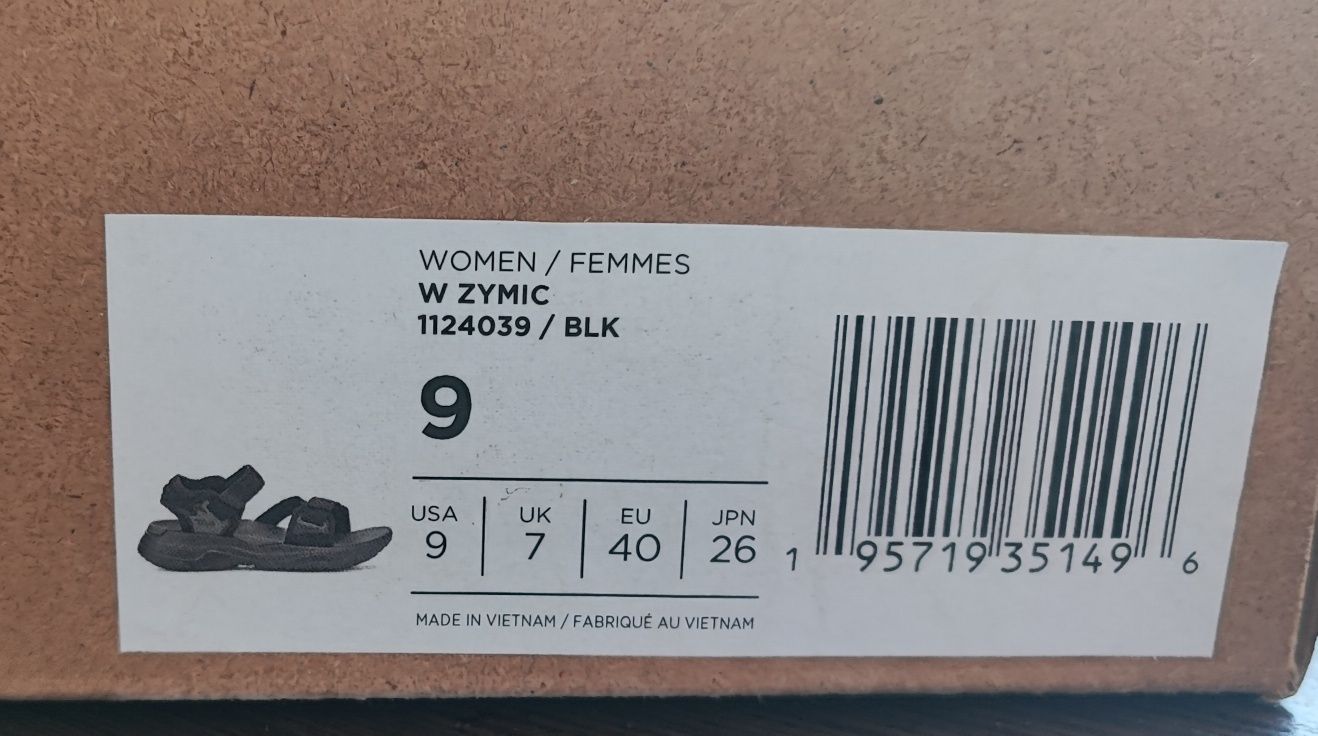 WOMEN / FEMMES
W ZYMIC
1124039 / BLK
9
USA UK EU JPN
9 7 40 26
MADE IN VIETNAM / FABRIQUÉ AU VIETNAM
1 95719 35149 6